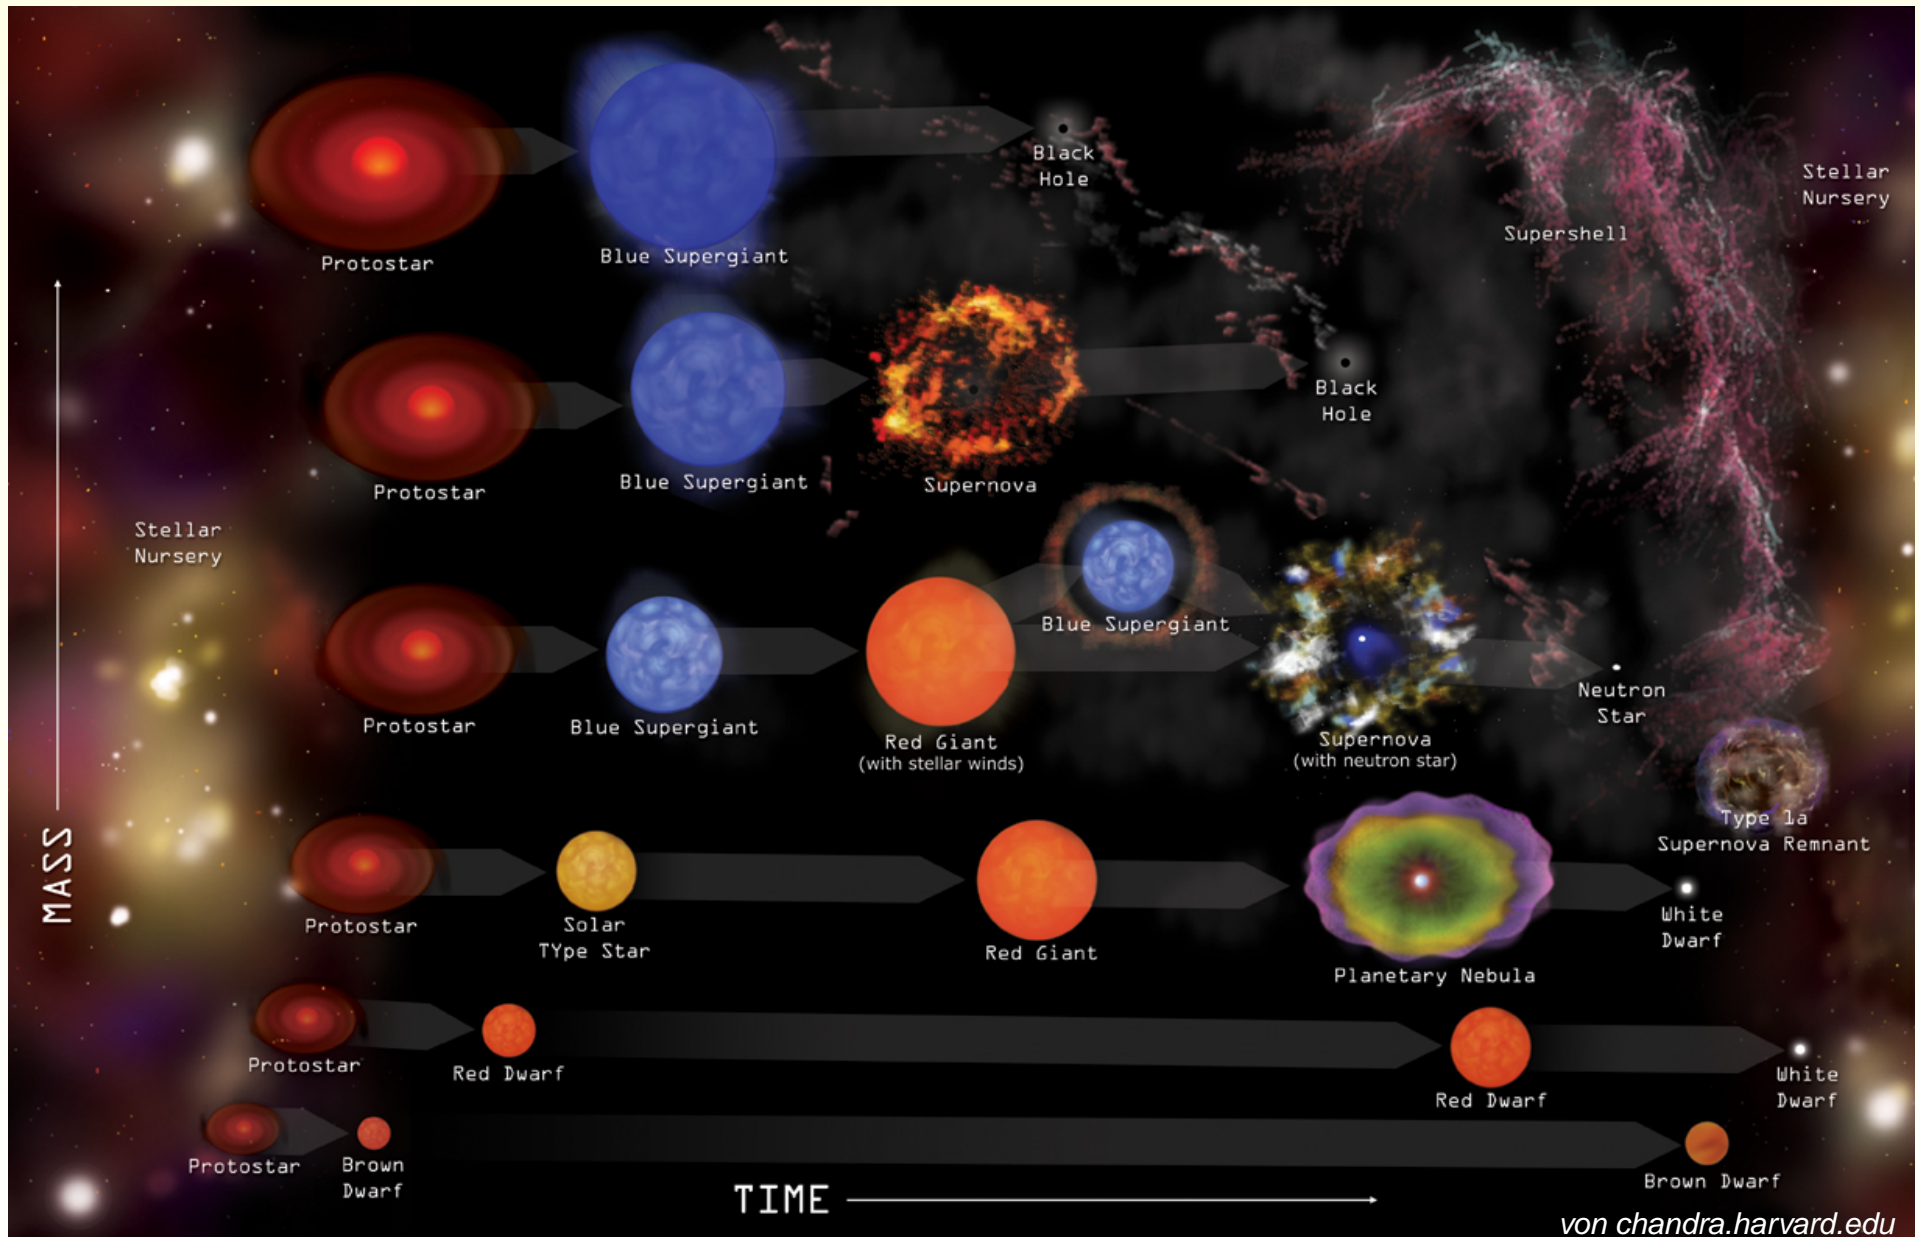 Protostar
Blue Supergiant
Black
Hole
Supershell
Stellar
Nursery
Protostar
Blue Supergiant
Supernova
Black
Hole
Stellar
Nursery
Protostar
Blue Supergiant
Red Giant
(with stellar winds)
Blue Supergiant
Supernova
(with neutron star)
Neutron
Star
Type 1a
Supernova Remnant
MASS
Protostar
Solar
TYpe Star
Red Giant
Planetary Nebula
White
Dwarf
Protostar
Red Dwarf
Red Dwarf
White
Dwarf
Protostar
Brown
Dwarf
Brown Dwarf
TIME
von chandra.harvard.edu